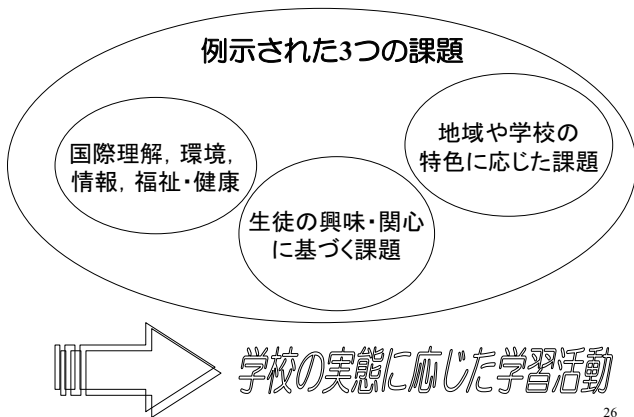 例示された3つの課題
国際理解, 環境,
情報, 福祉・健康
生徒の興味・関心
に基づく課題
地域や学校の
特色に応じた課題
学校の実態に応じた学習活動
26